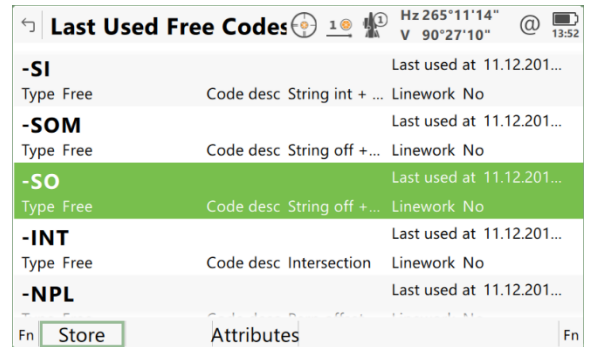 Last Used Free Codes 1 1 Hz 265°11'14" @
V 90°27'10" 13:52
-SI Last used at 11.12.201...
Type Free Code desc String int + ... Linework No
-SOM Last used at 11.12.201...
Type Free Code desc String off +... Linework No
-SO Last used at 11.12.201...
Type Free Code desc String off +... Linework No
-INT Last used at 11.12.201...
Type Free Code desc Intersection Linework No
-NPL Last used at 11.12.201...
Fn Store Attributes Fn